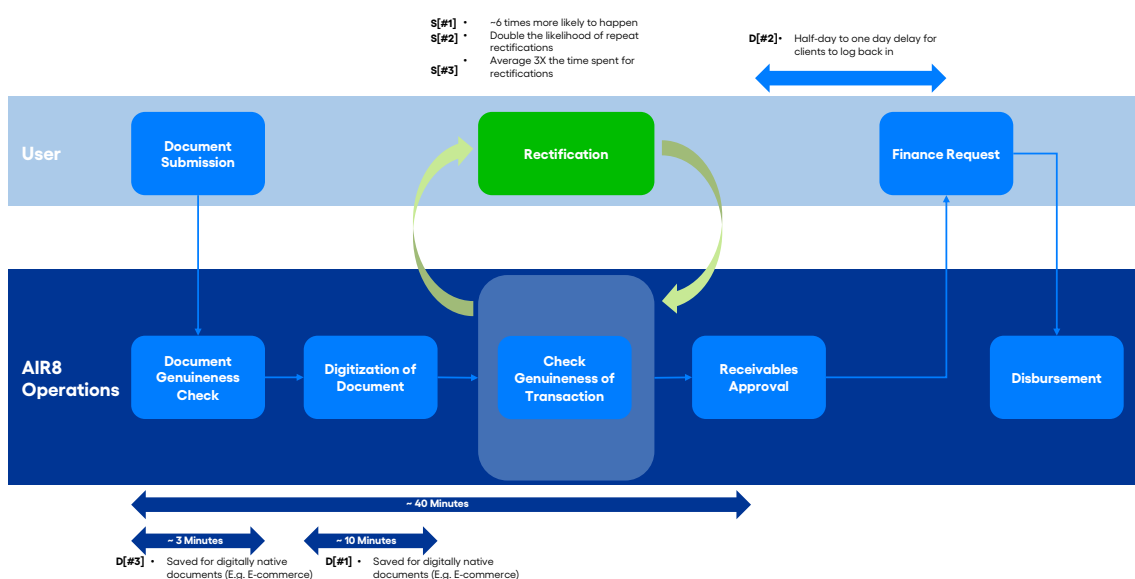 S[#1] • ~6 times more likely to happen
S[#2] • Double the likelihood of repeat
rectifications
S[#3] • Average 3X the time spent for
rectifications
D[#2] • Half-day to one day delay for
clients to log back in
User
Document
Submission
Rectification
Finance Request
AIR8
Operations
Document
Genuineness
Check
Digitization of
Document
Check
Genuineness of
Transaction
Receivables
Approval
Disbursement
~ 40 Minutes
~ 3 Minutes
~ 10 Minutes
D[#3] • Saved for digitally native
documents (E.g. E-commerce)
D[#1] • Saved for digitally native
documents (E.g. E-commerce)